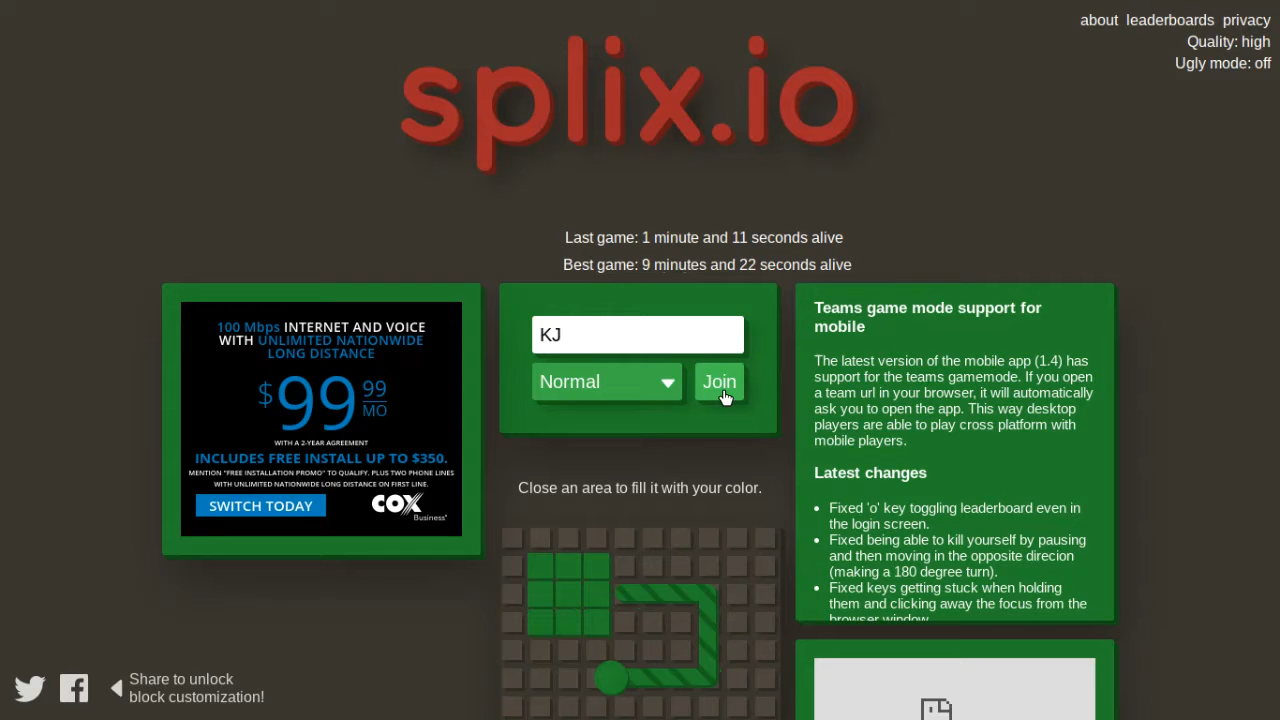 about leaderboards privacy
Quality: high
Ugly mode: off
splix.io
Last game: 1 minute and 11 seconds alive
Best game: 9 minutes and 22 seconds alive
100 Mbps INTERNET AND VOICE
WITH UNLIMITED NATIONWIDE
LONG DISTANCE
$99 99
MO
WITH A 2-YEAR AGREEMENT
INCLUDES FREE INSTALL UP TO $350.
MENTION "FREE INSTALLATION PROMO" TO QUALIFY. PLUS TWO PHONE LINES
WITH UNLIMITED NATIONWIDE LONG DISTANCE ON FIRST LINE.
SWITCH TODAY
COX
Business
KJ
Normal
Join
Close an area to fill it with your color.
Teams game mode support for
mobile
The latest version of the mobile app (1.4) has
support for the teams gamemode. If you open
a team url in your browser, it will automatically
ask you to open the app. This way desktop
players are able to play cross platform with
mobile players.
Latest changes
• Fixed 'o' key toggling leaderboard even in
the login screen.
• Fixed being able to kill yourself by pausing
and then moving in the opposite direcion
(making a 180 degree turn).
• Fixed keys getting stuck when holding
them and clicking away the focus from the
browser window.
Share to unlock
block customization!